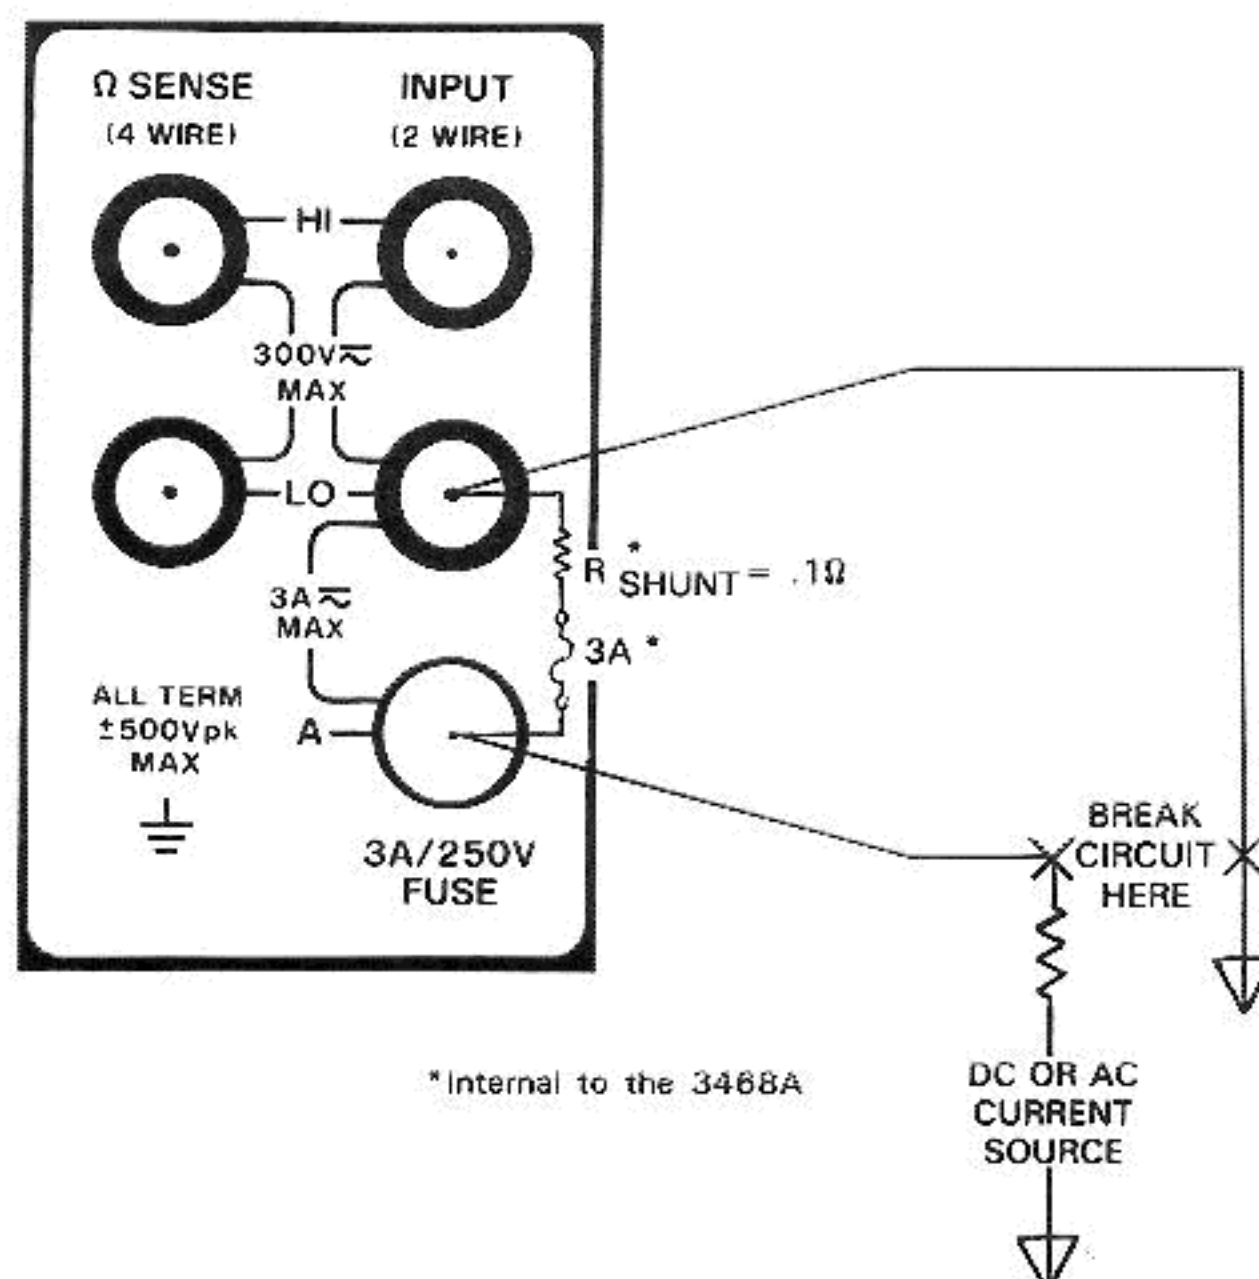 Ω SENSE
(4 WIRE)
INPUT
(2 WIRE)
HI
300V⎓~
MAX
LO
3A⎓~
MAX
R*SHUNT = .1Ω
3A *
ALL TERM
±500Vpk
MAX
A
3A/250V
FUSE
BREAK
CIRCUIT
HERE
DC OR AC
CURRENT
SOURCE
*Internal to the 3468A